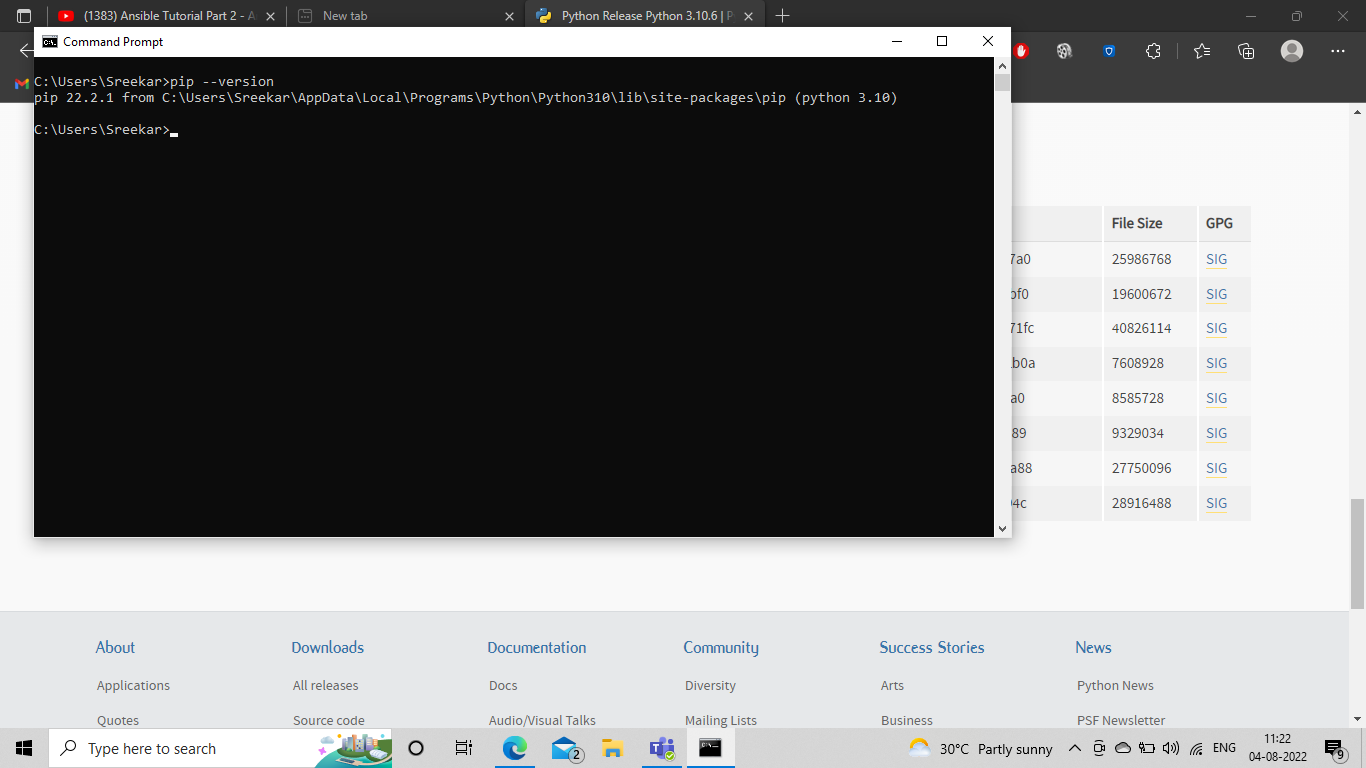 (1383) Ansible Tutorial Part 2 - A
New tab
Python Release Python 3.10.6 | P
Command Prompt
C:\Users\Sreekar>pip --version
pip 22.2.1 from C:\Users\Sreekar\AppData\Local\Programs\Python\Python310\lib\site-packages\pip (python 3.10)
C:\Users\Sreekar>
File Size GPG
7a0 25986768 SIG
bf0 19600672 SIG
71fc 40826114 SIG
b0a 7608928 SIG
a0 8585728 SIG
89 9329034 SIG
a88 27750096 SIG
4c 28916488 SIG
About Downloads Documentation Community Success Stories News
Applications All releases Docs Diversity Arts Python News
Quotes Source code Audio/Visual Talks Mailing Lists Business PSF Newsletter
Type here to search
2
30°C Partly sunny
ENG
11:22
04-08-2022
9